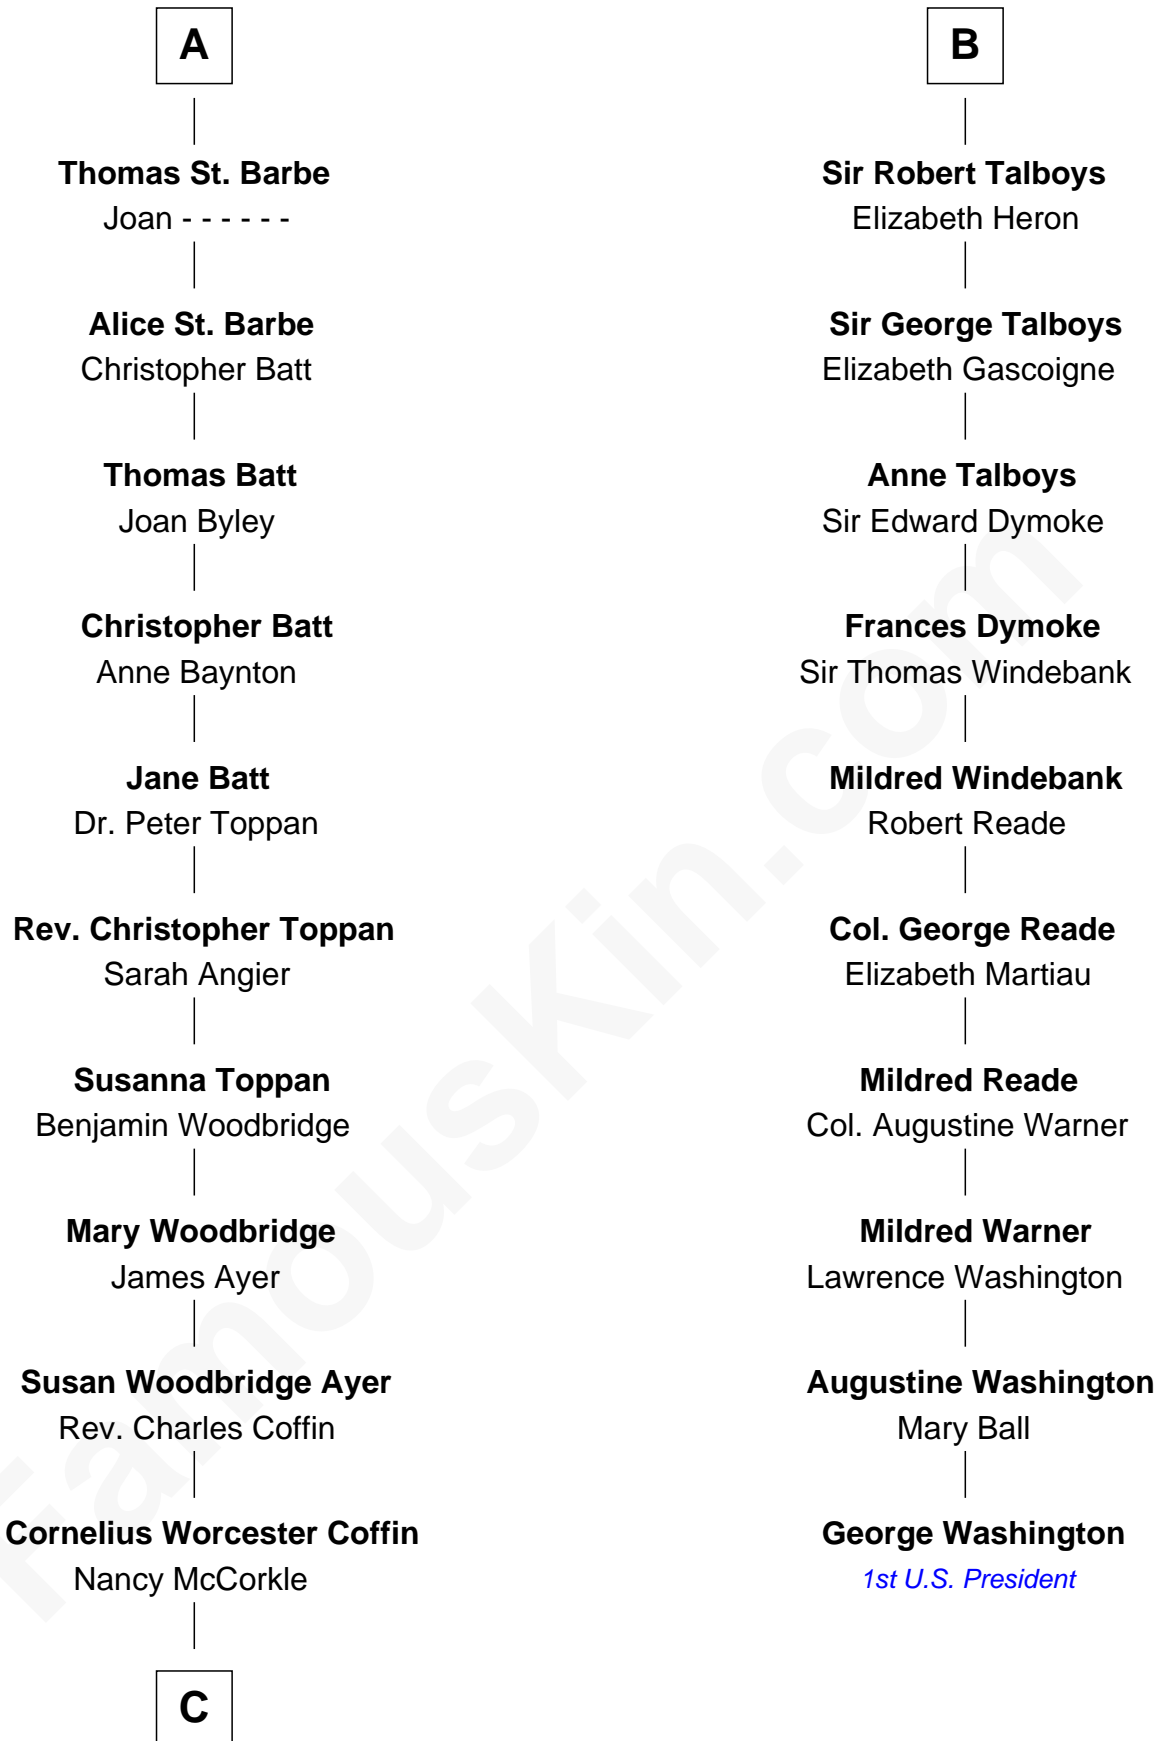 A
Thomas St. Barbe
Joan - - - - - -
Alice St. Barbe
Christopher Batt
Thomas Batt
Joan Byley
Christopher Batt
Anne Baynton
Jane Batt
Dr. Peter Toppan
Rev. Christopher Toppan
Sarah Angier
Susanna Toppan
Benjamin Woodbridge
Mary Woodbridge
James Ayer
Susan Woodbridge Ayer
Rev. Charles Coffin
Cornelius Worcester Coffin
Nancy McCorkle
C
B
Sir Robert Talboys
Elizabeth Heron
Sir George Talboys
Elizabeth Gascoigne
Anne Talboys
Sir Edward Dymoke
Frances Dymoke
Sir Thomas Windebank
Mildred Windebank
Robert Reade
Col. George Reade
Elizabeth Martiau
Mildred Reade
Col. Augustine Warner
Mildred Warner
Lawrence Washington
Augustine Washington
Mary Ball
George Washington
1st U.S. President
FamousKin.com